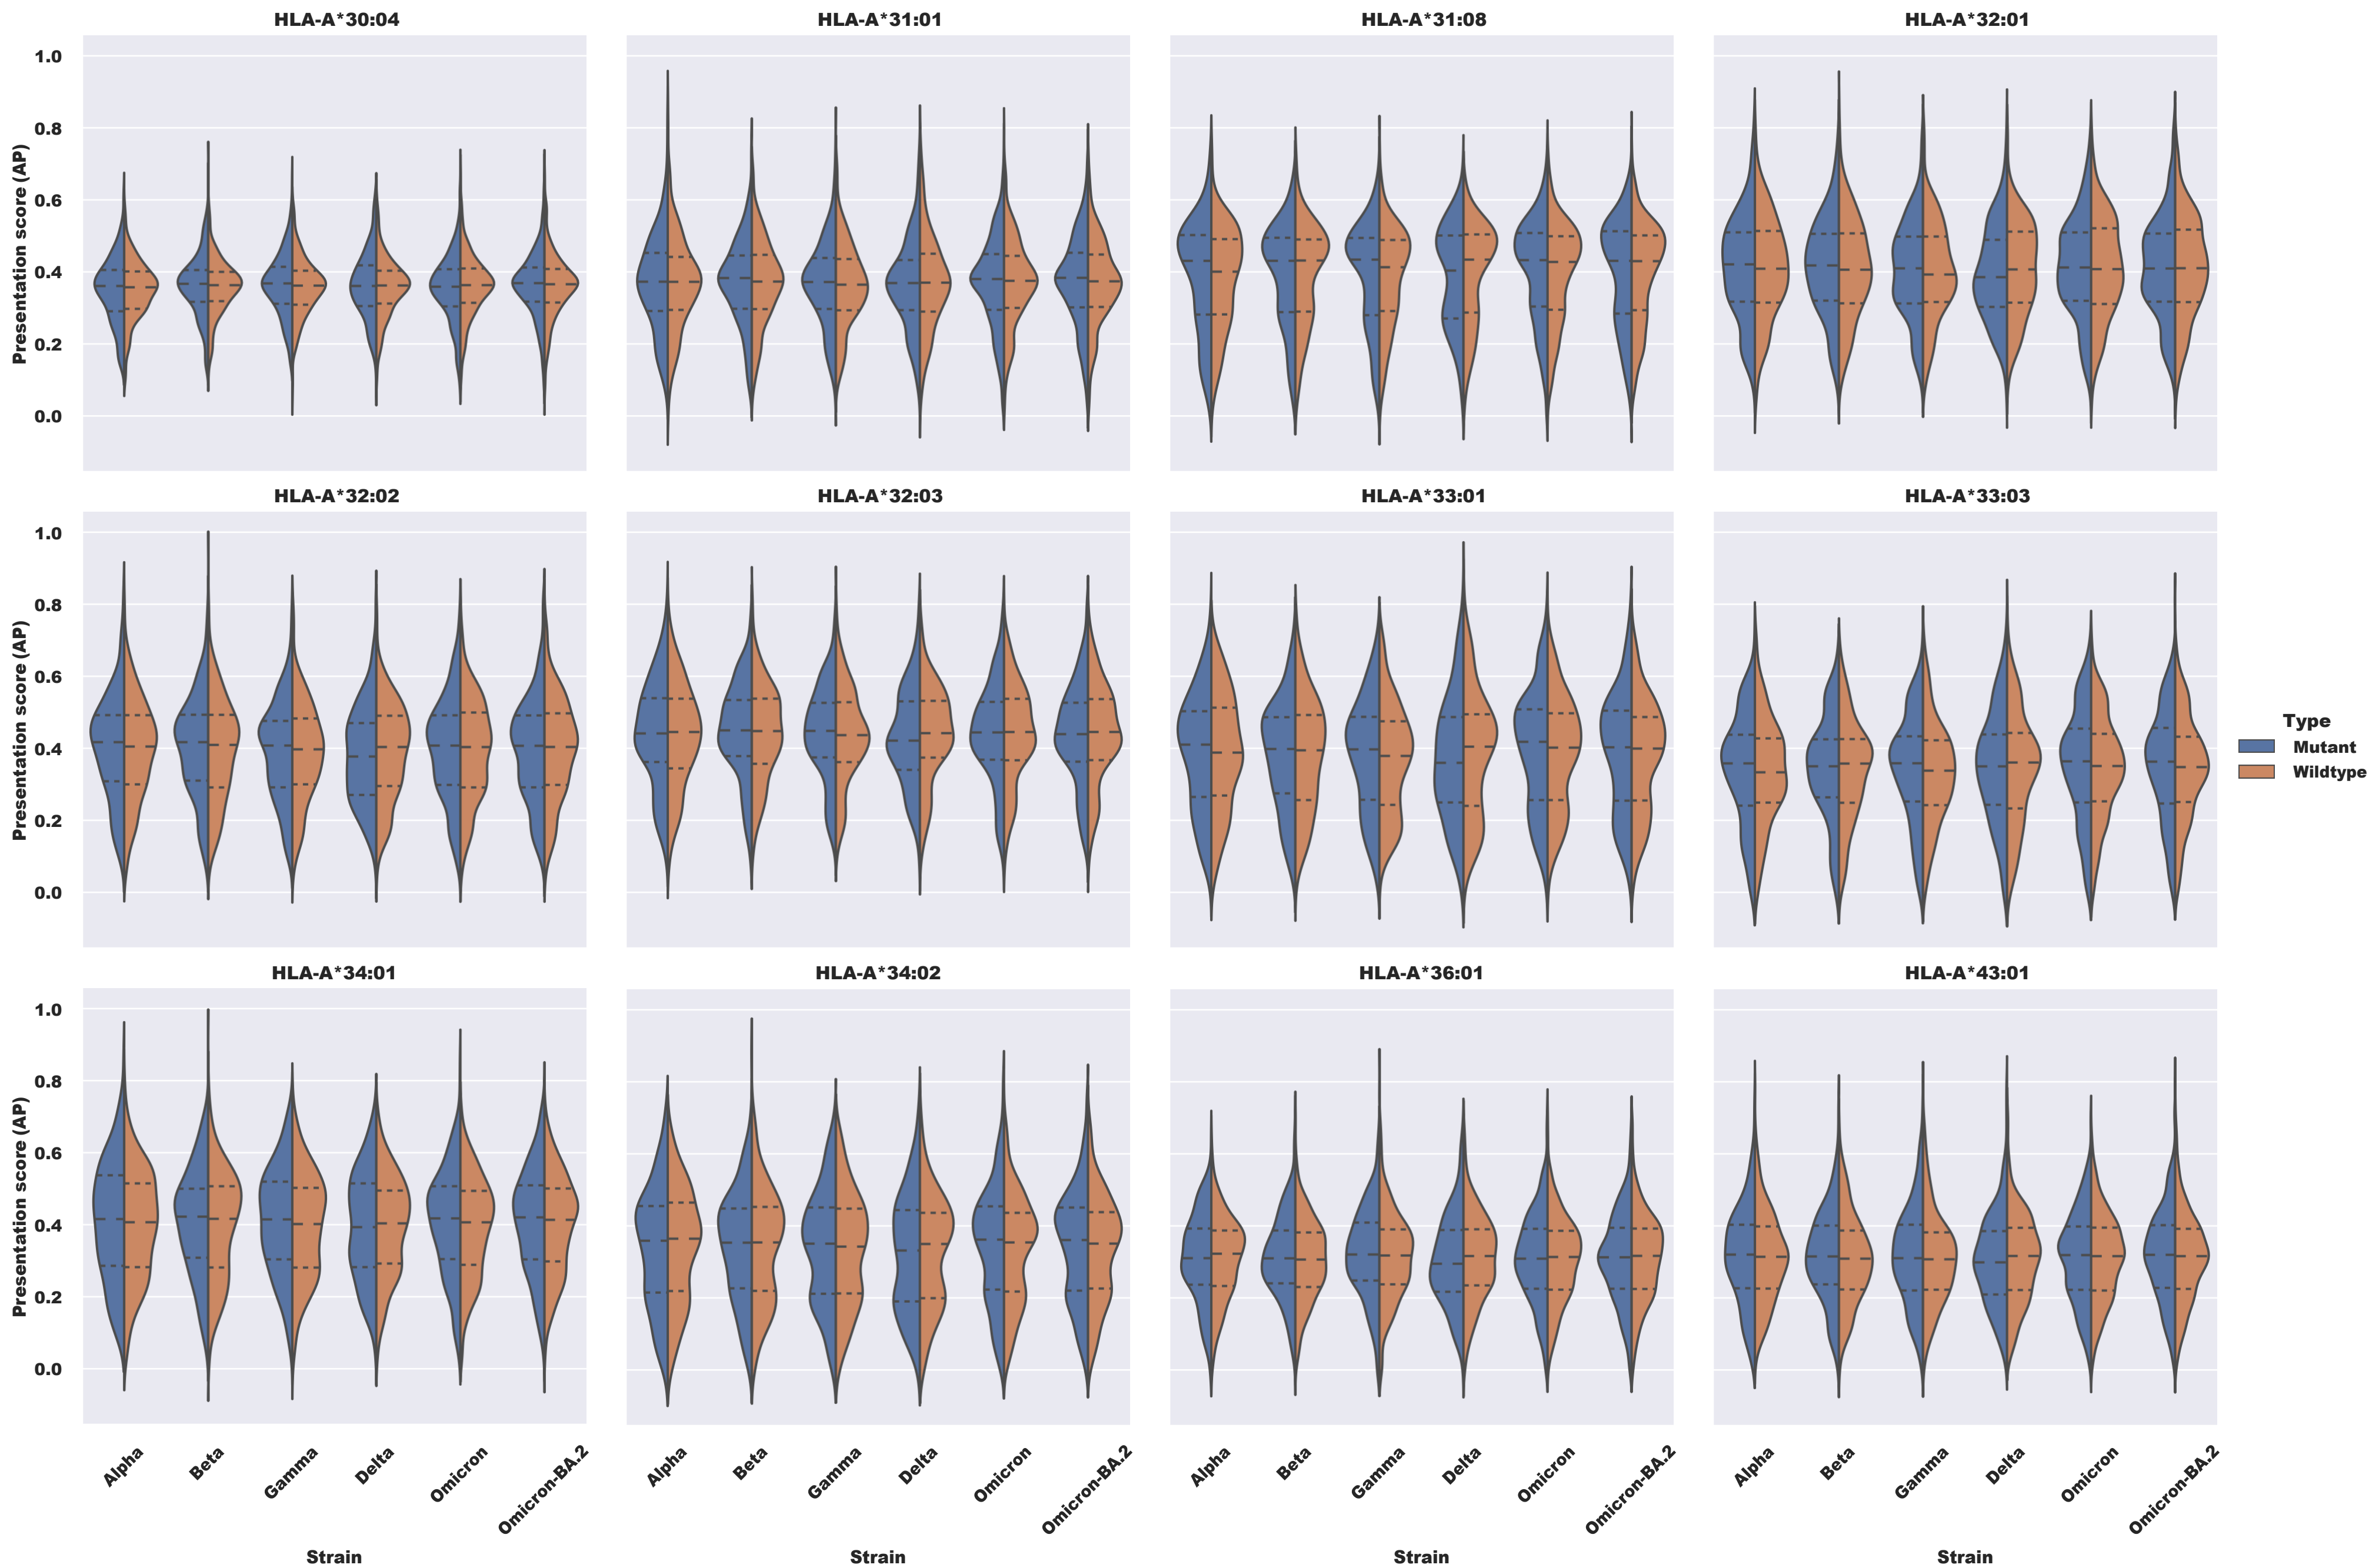 HLA-A*30:04 HLA-A*31:01 HLA-A*31:08 HLA-A*32:01
Presentation score (AP)
1.0
0.8
0.6
0.4
0.2
0.0
HLA-A*32:02 HLA-A*32:03 HLA-A*33:01 HLA-A*33:03
Presentation score (AP)
1.0
0.8
0.6
0.4
0.2
0.0
Type
Mutant
Wildtype
HLA-A*34:01 HLA-A*34:02 HLA-A*36:01 HLA-A*43:01
Presentation score (AP)
1.0
0.8
0.6
0.4
0.2
0.0
Alpha Beta Gamma Delta Omicron Omicron-BA.2 Alpha Beta Gamma Delta Omicron Omicron-BA.2 Alpha Beta Gamma Delta Omicron Omicron-BA.2 Alpha Beta Gamma Delta Omicron Omicron-BA.2
Strain Strain Strain Strain